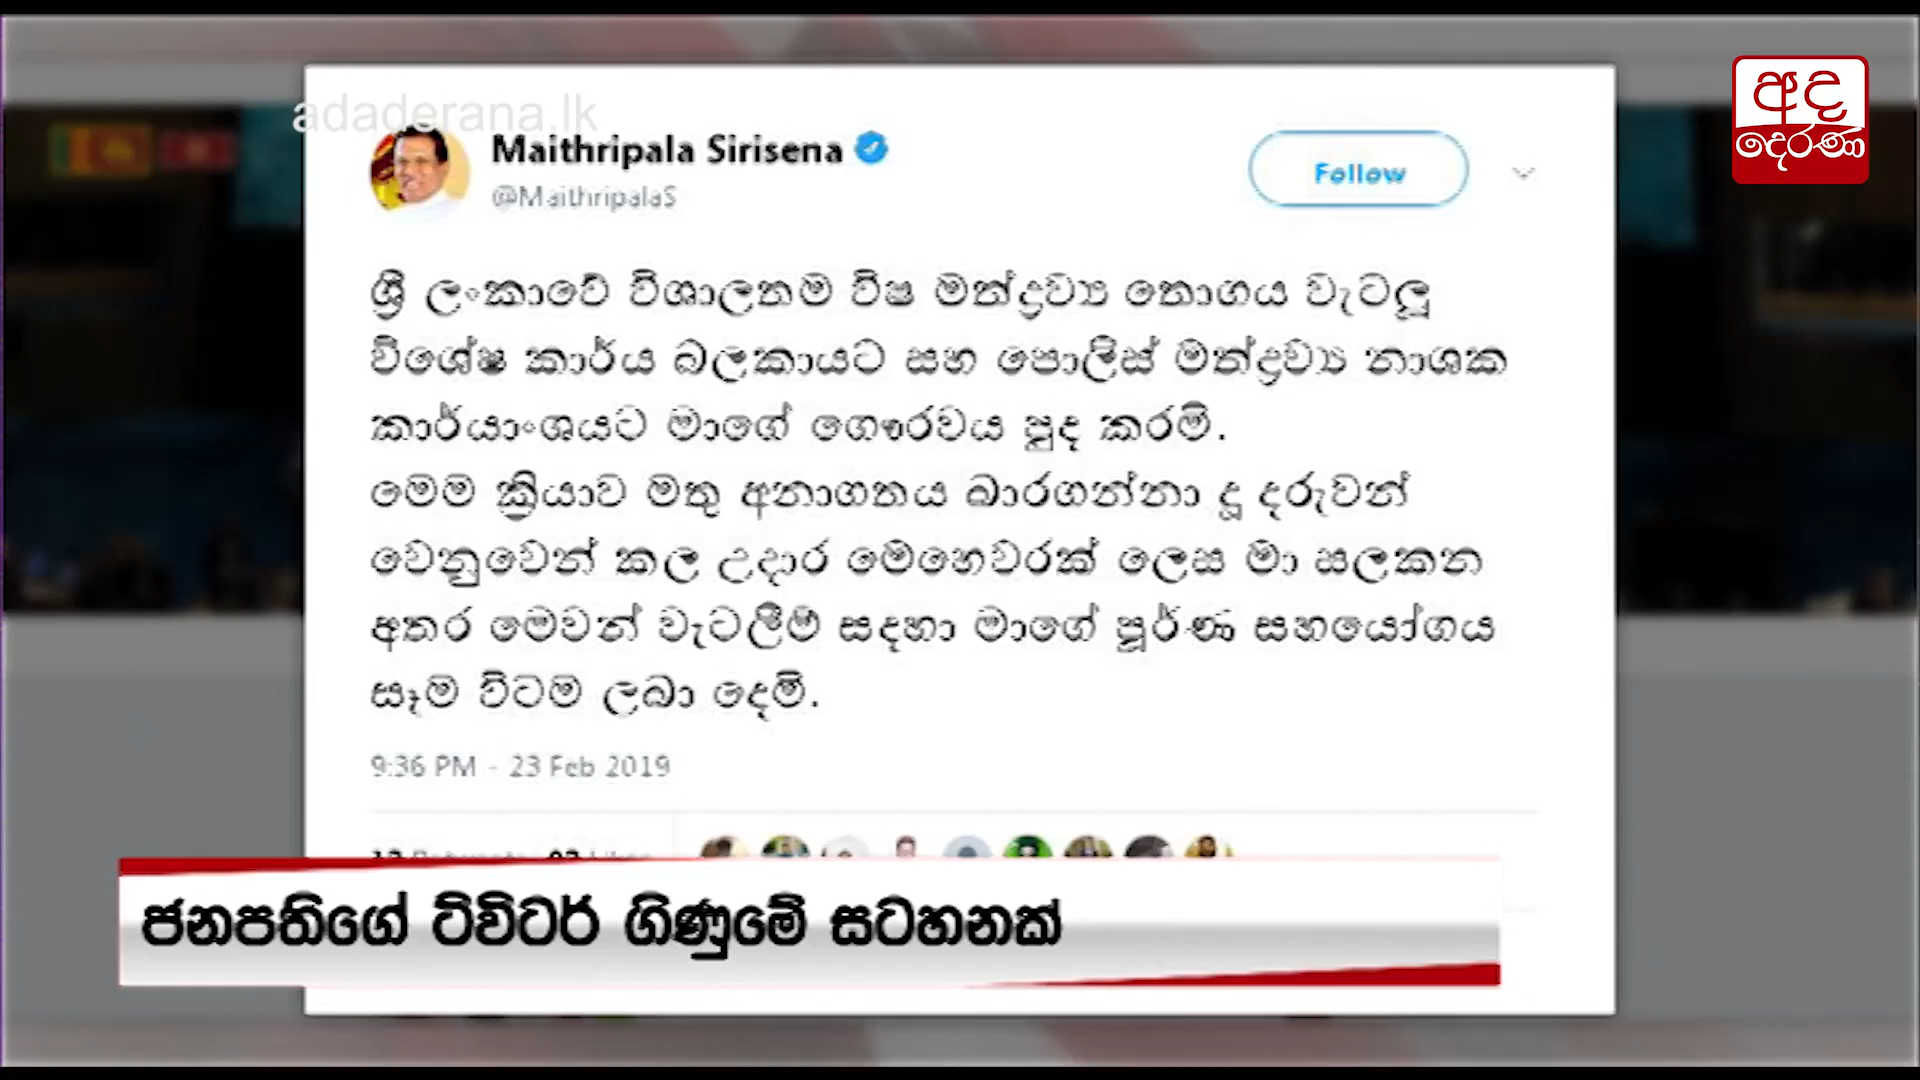 adaderana.lk
අද
දෙරණ
Maithripala Sirisena
@MaithripalaS
Follow
ශ්‍රී ලංකාවේ විශාලතම විෂ මත්ද්‍රව්‍ය තොගය වැටලූ
විශේෂ කාර්ය බලකායට සහ පොලිස් මත්ද්‍රව්‍ය නාශක
කාර්යාංශයට මාගේ ගෞරවය පුද කරමි.
මෙම ක්‍රියාව මතු අනාගතය බාරගන්නා දූ දරුවන්
වෙනුවෙන් කල උදාර මෙහෙවරක් ලෙස මා සලකන
අතර මෙවන් වැටලීම් සදහා මාගේ පූර්ණ සහයෝගය
සෑම විටම ලබා දෙමි.
9:36 PM - 23 Feb 2019
ජනපතිගේ ට්විටර් ගිණුමේ සටහනක්